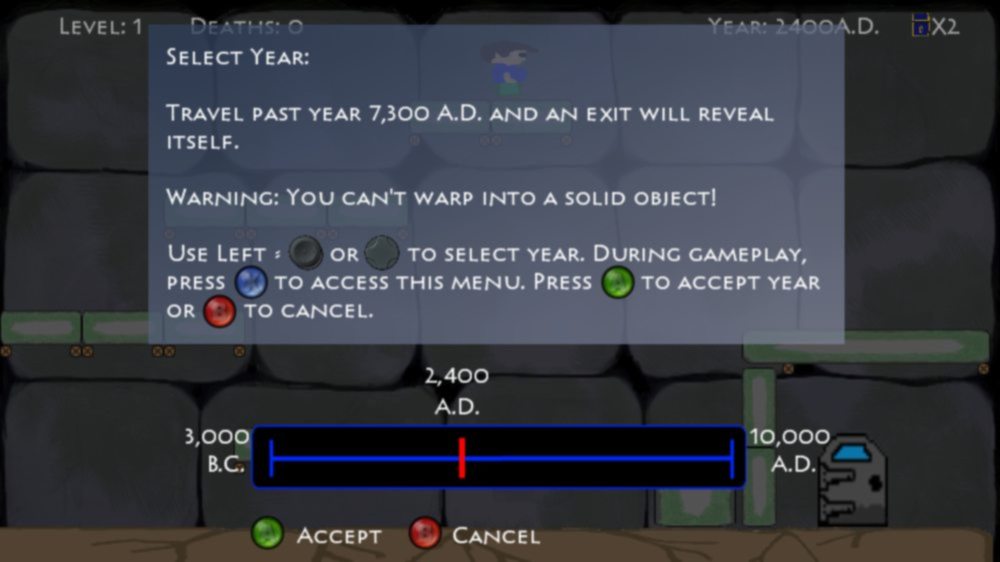 LEVEL: 1 DEATHS: 0 YEAR: 2400A.D. X2
SELECT YEAR:
TRAVEL PAST YEAR 7,300 A.D. AND AN EXIT WILL REVEAL
ITSELF.
WARNING: YOU CAN'T WARP INTO A SOLID OBJECT!
USE LEFT : OR TO SELECT YEAR. DURING GAMEPLAY,
PRESS X TO ACCESS THIS MENU. PRESS A TO ACCEPT YEAR
OR B TO CANCEL.
2,400
A.D.
3,000
B.C.
10,000
A.D.
A ACCEPT B CANCEL